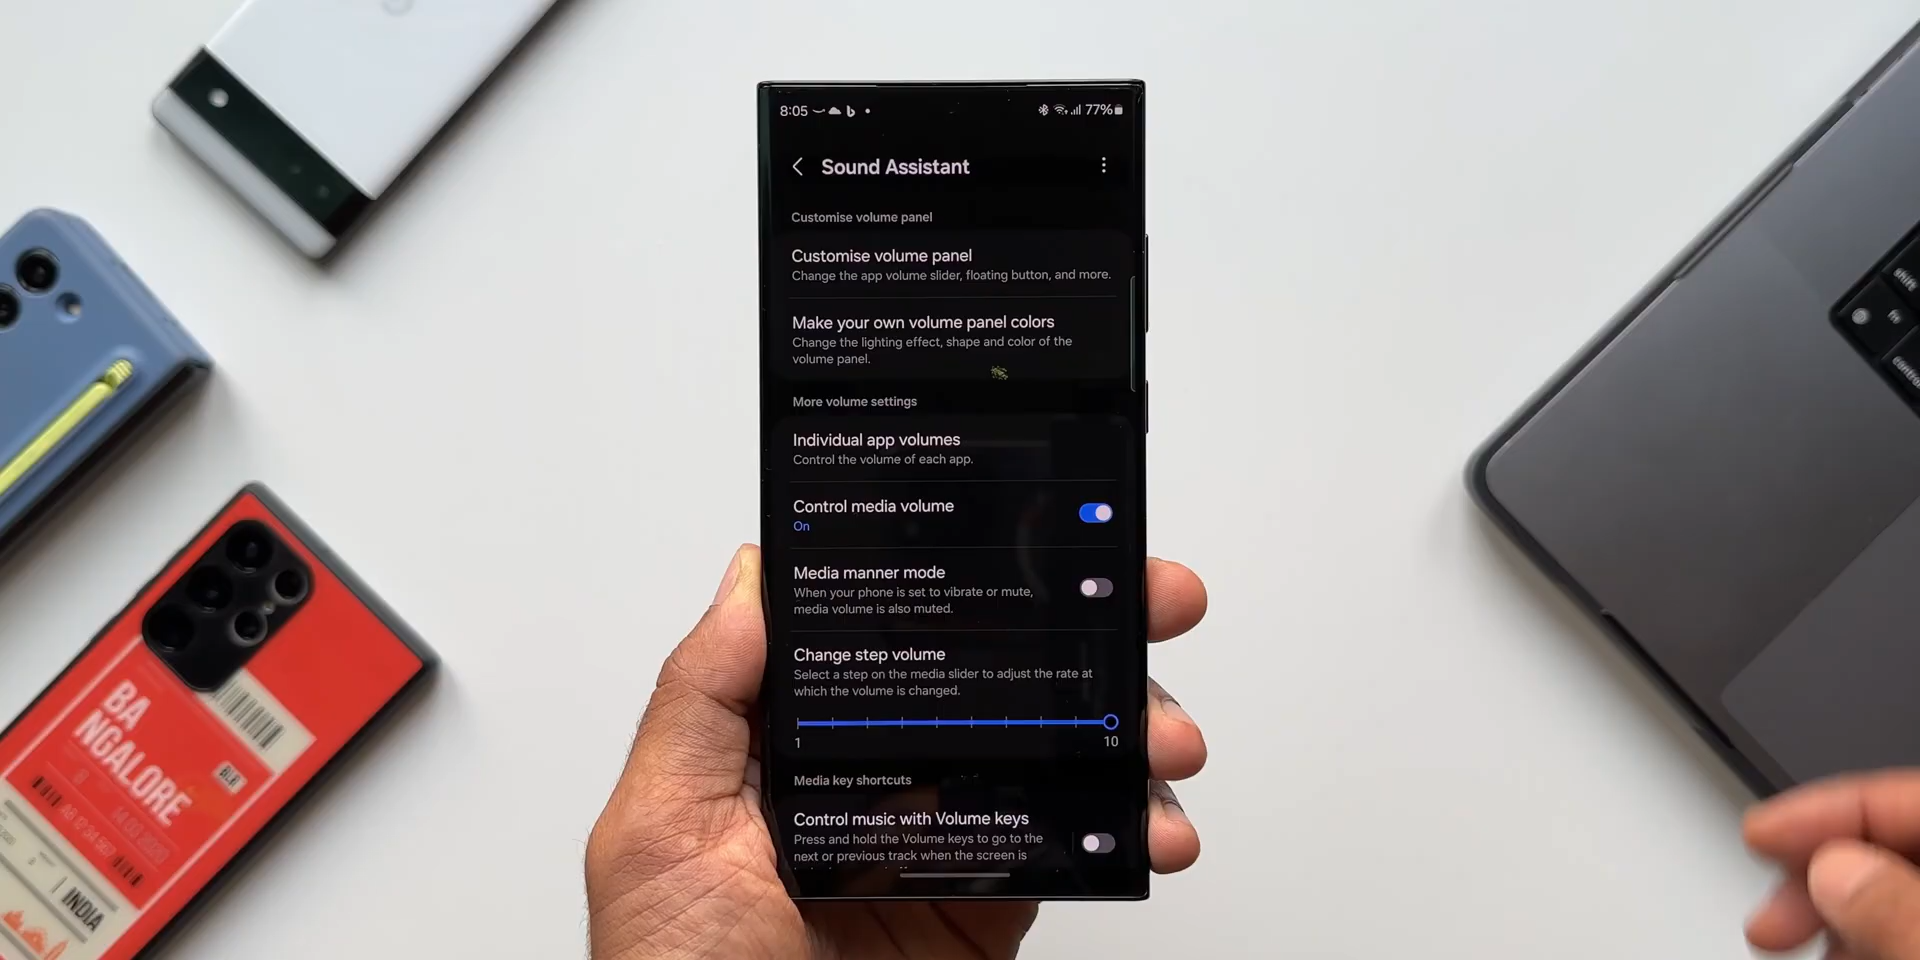 8:05
77%
Sound Assistant
Customise volume panel
Customise volume panel
Change the app volume slider, floating button, and more.
Make your own volume panel colors
Change the lighting effect, shape and color of the
volume panel.
More volume settings
Individual app volumes
Control the volume of each app.
Control media volume
On
Media manner mode
When your phone is set to vibrate or mute,
media volume is also muted.
Change step volume
Select a step on the media slider to adjust the rate at
which the volume is changed.
1
10
Media key shortcuts
Control music with Volume keys
Press and hold the Volume keys to go to the
next or previous track when the screen is
BA
NGALORE
BLR
INDIA
shift
fn
control